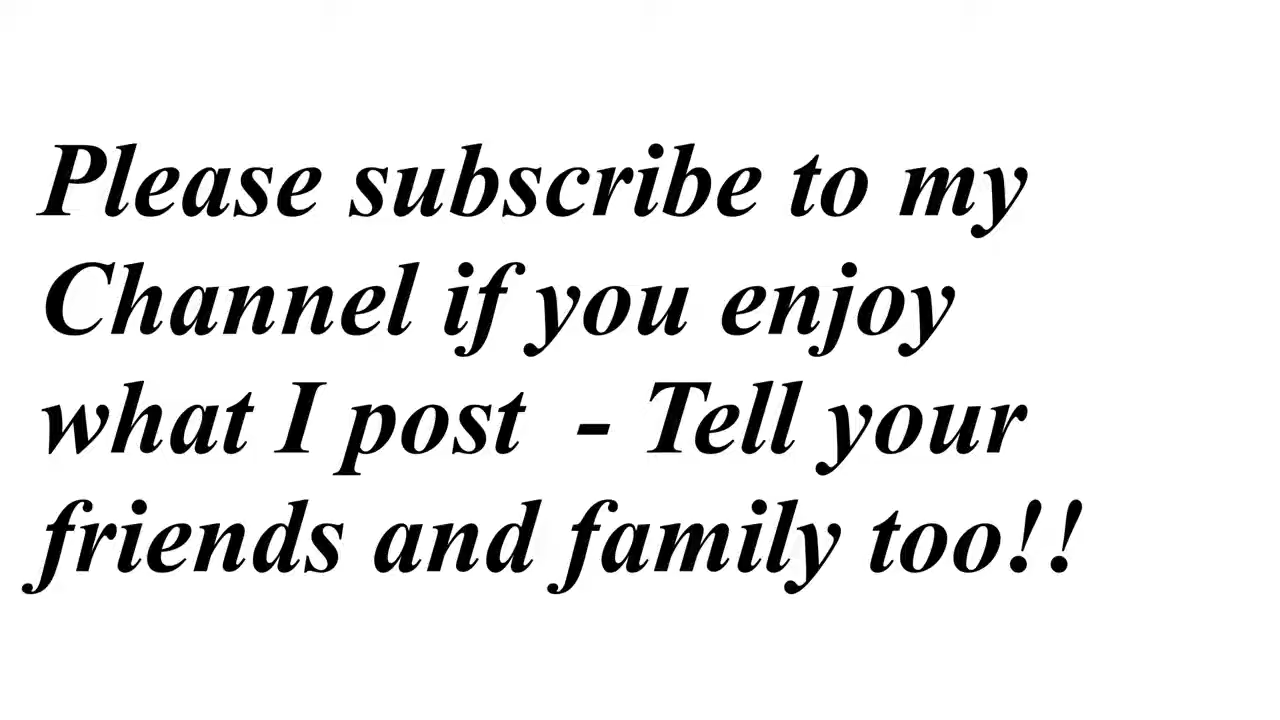 Please subscribe to my
Channel if you enjoy
what I post  - Tell your
friends and family too!!